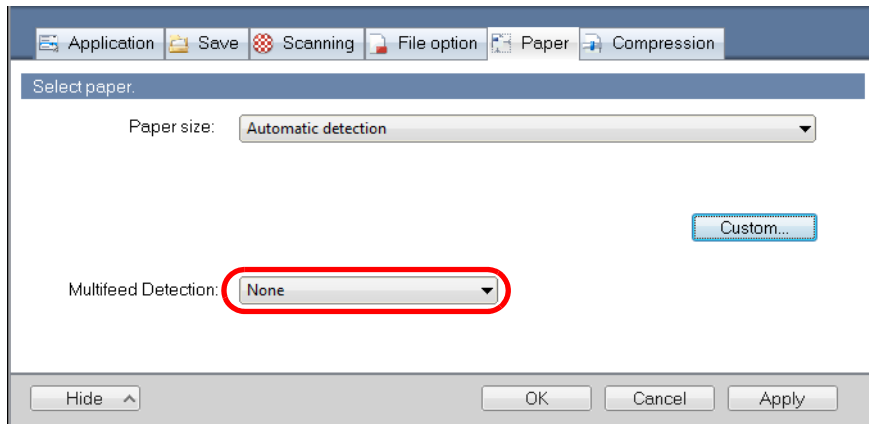 Application Save Scanning File option Paper Compression
Select paper.
Paper size: Automatic detection
Custom...
Multifeed Detection: None
Hide OK Cancel Apply